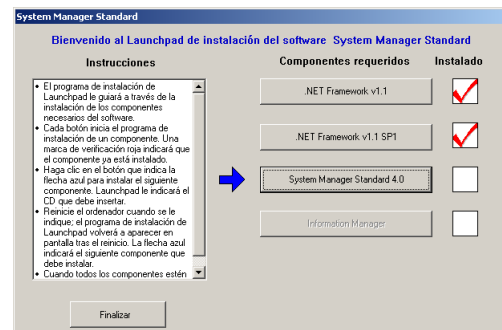 System Manager Standard
Bienvenido al Launchpad de instalación del software System Manager Standard
Instrucciones
Componentes requeridos
Instalado
• El programa de instalación de
Launchpad le guiará a través de la
instalación de los componentes
necesarios del software.
• Cada botón inicia el programa de
instalación de un componente. Una
marca de verificación roja indicará que
el componente ya está instalado.
• Haga clic en el botón que indica la
flecha azul para instalar el siguiente
componente. Launchpad le indicará el
CD que debe insertar.
• Reinicie el ordenador cuando se le
indique; el programa de instalación de
Launchpad volverá a aparecer en
pantalla tras el reinicio. La flecha azul
indicará el siguiente componente que
debe instalar.
• Cuando todos los componentes estén
.NET Framework v1.1
.NET Framework v1.1 SP1
System Manager Standard 4.0
Information Manager
Finalizar